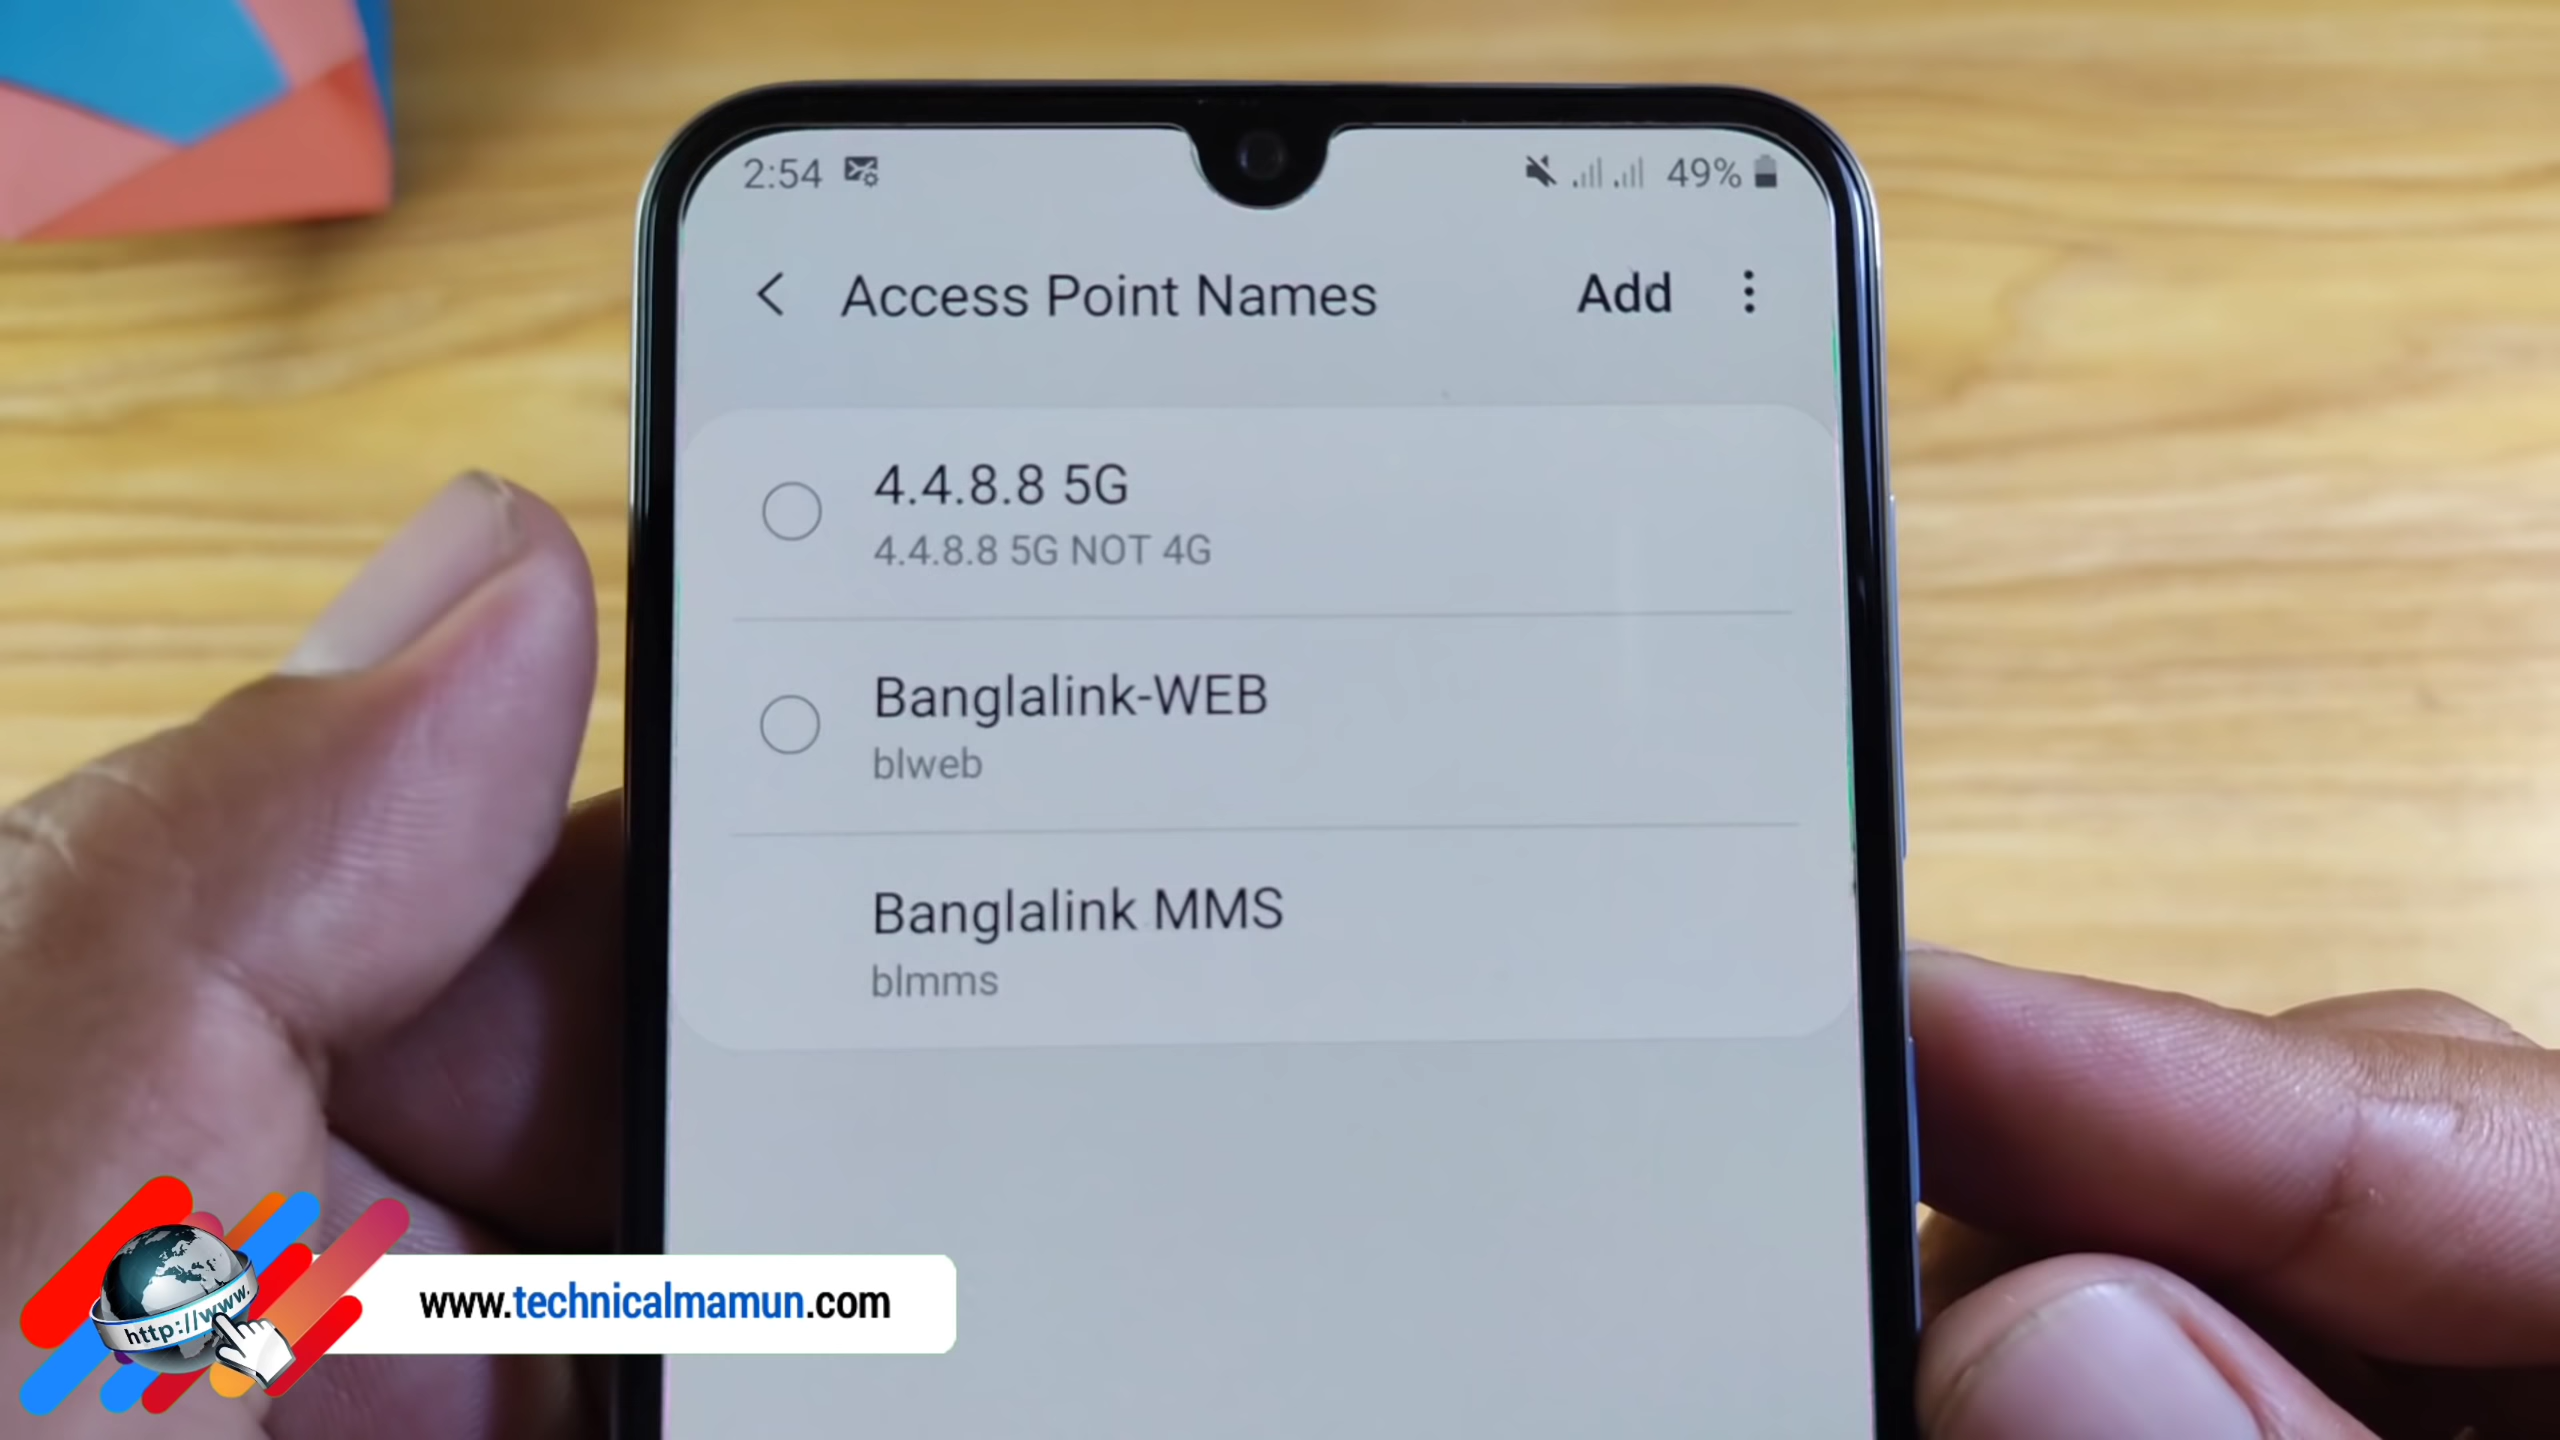 2:54
49%
Access Point Names
Add
4.4.8.8 5G
4.4.8.8 5G NOT 4G
Banglalink-WEB
blweb
Banglalink MMS
blmms
http://www.
www.technicalmamun.com